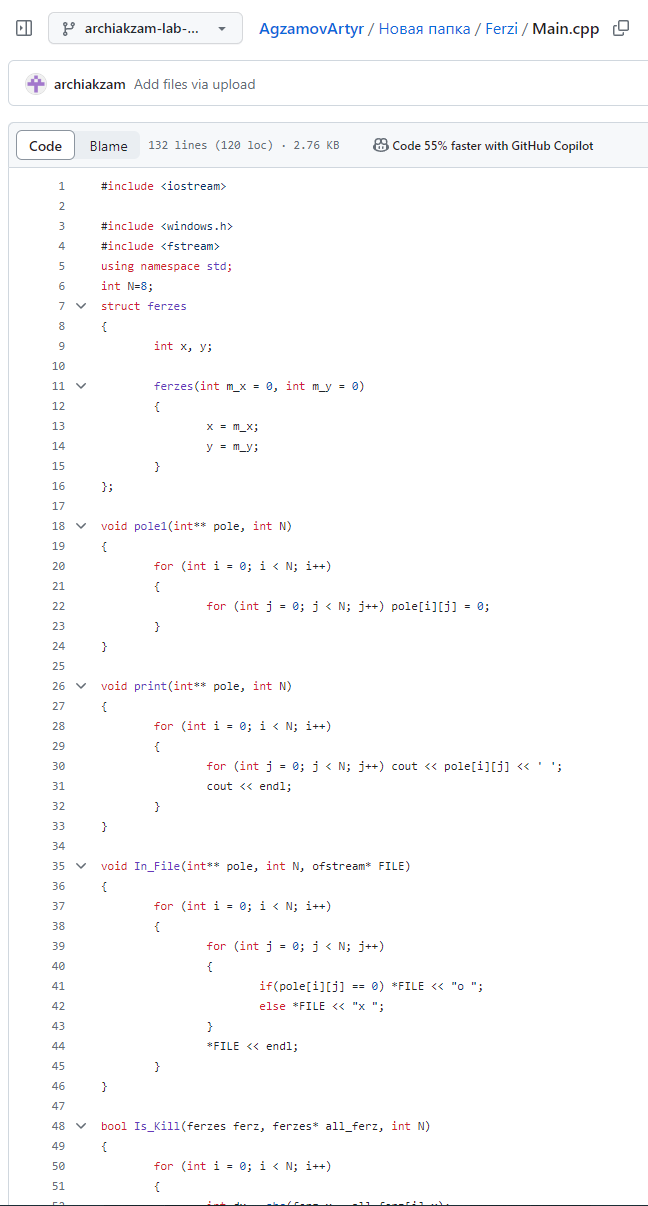 archiakzam-lab-... AgzamovArtyr / Новая папка / Ferzi / Main.cpp
archiakzam Add files via upload
Code Blame 132 lines (120 loc) · 2.76 KB Code 55% faster with GitHub Copilot
1 #include <iostream>
2
3 #include <windows.h>
4 #include <fstream>
5 using namespace std;
6 int N=8;
7 struct ferzes
8 {
9 int x, y;
10
11 ferzes(int m_x = 0, int m_y = 0)
12 {
13 x = m_x;
14 y = m_y;
15 }
16 };
17
18 void pole1(int** pole, int N)
19 {
20 for (int i = 0; i < N; i++)
21 {
22 for (int j = 0; j < N; j++) pole[i][j] = 0;
23 }
24 }
25
26 void print(int** pole, int N)
27 {
28 for (int i = 0; i < N; i++)
29 {
30 for (int j = 0; j < N; j++) cout << pole[i][j] << ' ';
31 cout << endl;
32 }
33 }
34
35 void In_File(int** pole, int N, ofstream* FILE)
36 {
37 for (int i = 0; i < N; i++)
38 {
39 for (int j = 0; j < N; j++)
40 {
41 if(pole[i][j] == 0) *FILE << "o ";
42 else *FILE << "x ";
43 }
44 *FILE << endl;
45 }
46 }
47
48 bool Is_Kill(ferzes ferz, ferzes* all_ferz, int N)
49 {
50 for (int i = 0; i < N; i++)
51 {